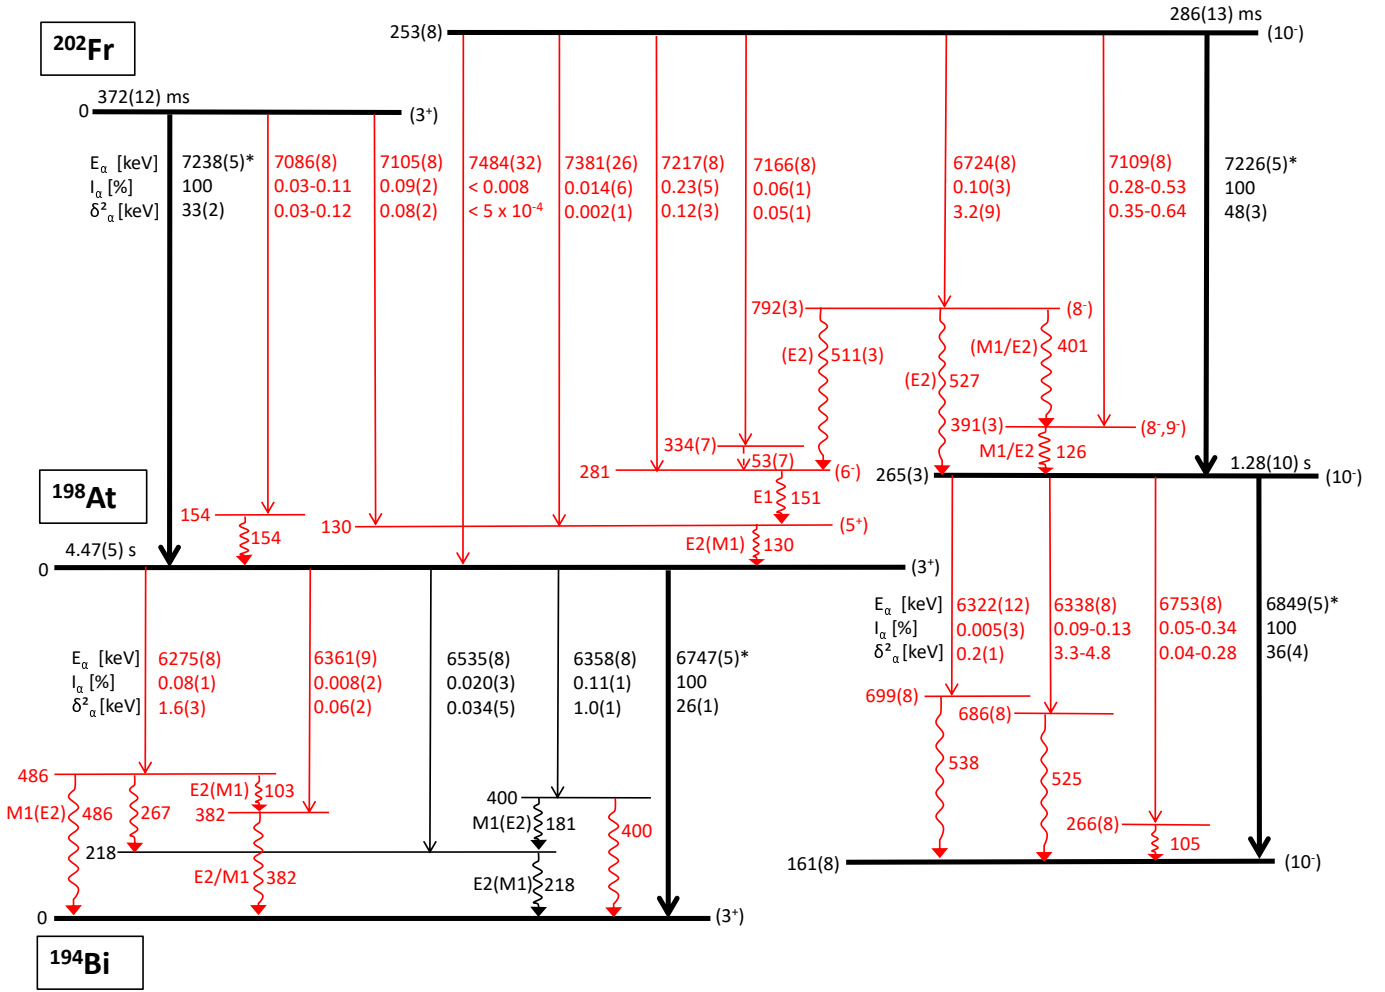 286(13) ms
253(8)
(10⁻)
²⁰²Fr
372(12) ms
0
(3⁺)
E_α [keV] 7238(5)* 7086(8) 7105(8) 7484(32) 7381(26) 7217(8) 7166(8) 6724(8) 7109(8) 7226(5)*
I_α [%] 100 0.03-0.11 0.09(2) < 0.008 0.014(6) 0.23(5) 0.06(1) 0.10(3) 0.28-0.53 100
δ²_α [keV] 33(2) 0.03-0.12 0.08(2) < 5 x 10⁻⁴ 0.002(1) 0.12(3) 0.05(1) 3.2(9) 0.35-0.64 48(3)
792(3)
(8⁻)
(E2) 511(3)
(E2) 527
(M1/E2) 401
391(3)
(8⁻,9⁻)
334(7)
53(7)
M1/E2 126
281
(6⁻)
265(3)
1.28(10) s
(10⁻)
¹⁹⁸At
E1 151
154
154
130
(5⁺)
E2(M1) 130
4.47(5) s
0
(3⁺)
E_α [keV] 6322(12) 6338(8) 6753(8) 6849(5)*
I_α [%] 0.005(3) 0.09-0.13 0.05-0.34 100
δ²_α [keV] 0.2(1) 3.3-4.8 0.04-0.28 36(4)
E_α [keV] 6275(8) 6361(9) 6535(8) 6358(8) 6747(5)*
I_α [%] 0.08(1) 0.008(2) 0.020(3) 0.11(1) 100
δ²_α [keV] 1.6(3) 0.06(2) 0.034(5) 1.0(1) 26(1)
699(8)
686(8)
538
525
266(8)
105
161(8)
(10⁻)
486
E2(M1) 103
400
M1(E2) 486
267
382
M1(E2) 181
400
218
E2/M1 382
E2(M1) 218
0
(3⁺)
¹⁹⁴Bi